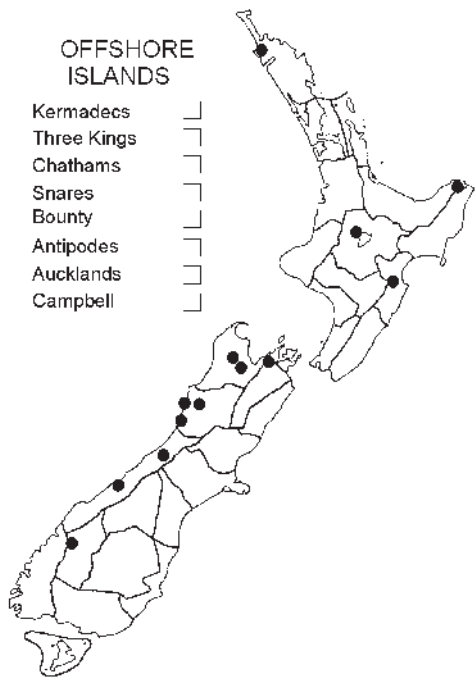 OFFSHORE
ISLANDS
Kermadecs
Three Kings
Chathams
Snares
Bounty
Antipodes
Aucklands
Campbell